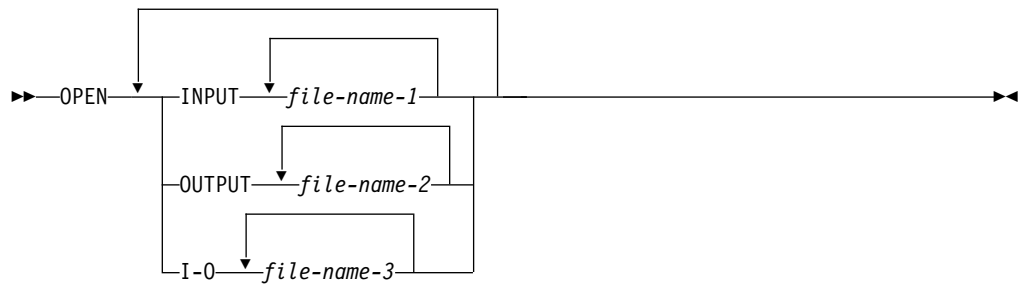 OPEN INPUT file-name-1
OUTPUT file-name-2
I-O file-name-3